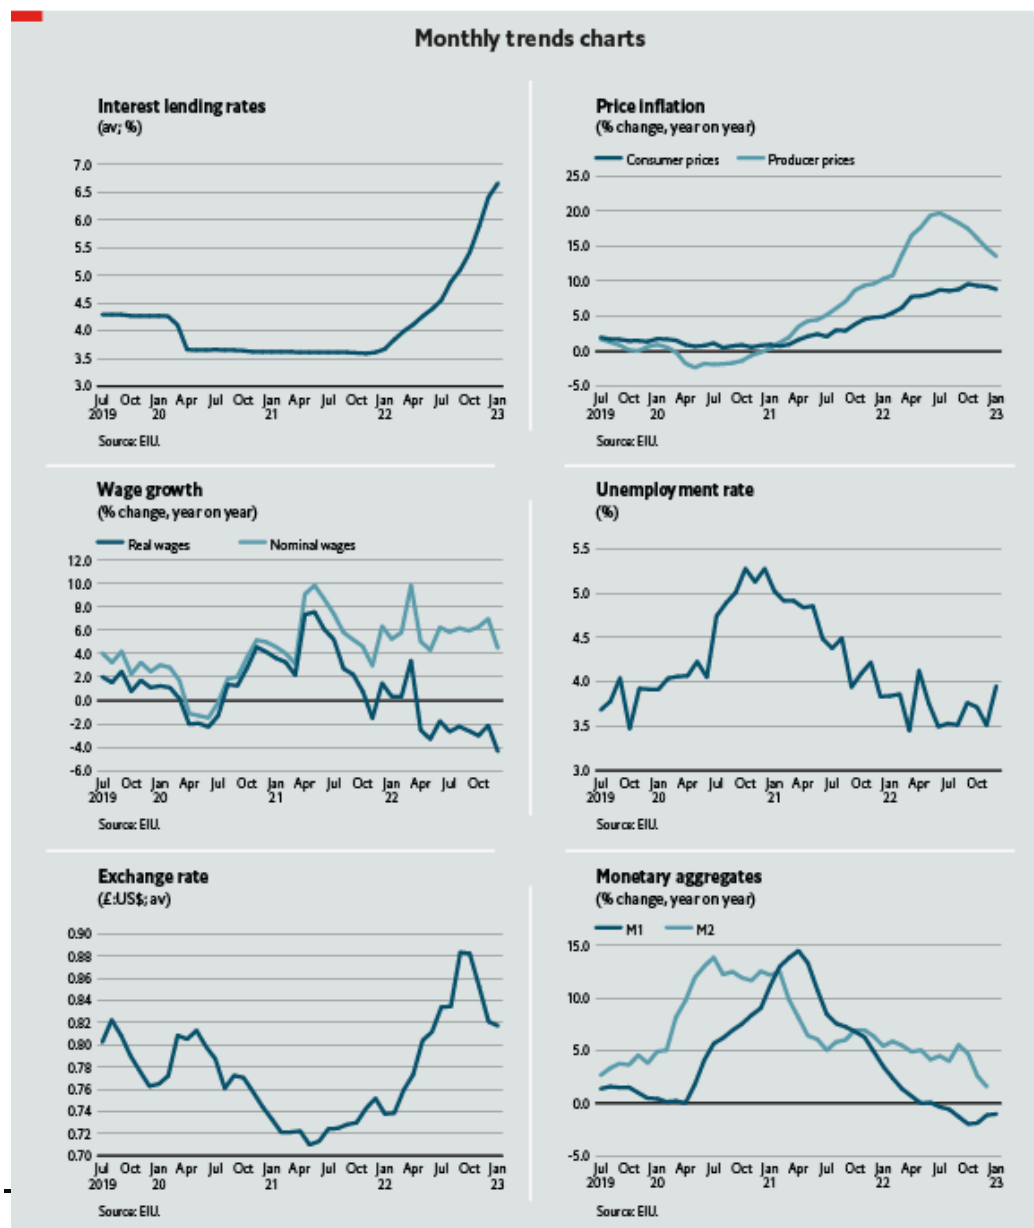 Monthly trends charts
Interest lending rates
(av; %)
7.0
6.5
6.0
5.5
5.0
4.5
4.0
3.5
3.0
Jul Oct Jan Apr Jul Oct Jan Apr Jul Oct Jan Apr Jul Oct Jan
2019 20 21 22 23
Source: EIU.
Price inflation
(% change, year on year)
Consumer prices Producer prices
25.0
20.0
15.0
10.0
5.0
0.0
-5.0
Jul Oct Jan Apr Jul Oct Jan Apr Jul Oct Jan Apr Jul Oct Jan
2019 20 21 22 23
Source: EIU.
Wage growth
(% change, year on year)
Real wages Nominal wages
12.0
10.0
8.0
6.0
4.0
2.0
0.0
-2.0
-4.0
-6.0
Jul Oct Jan Apr Jul Oct Jan Apr Jul Oct Jan Apr Jul Oct
2019 20 21 22
Source: EIU.
Unemployment rate
(%)
5.5
5.0
4.5
4.0
3.5
3.0
Jul Oct Jan Apr Jul Oct Jan Apr Jul Oct Jan Apr Jul Oct
2019 20 21 22
Source: EIU.
Exchange rate
(£:US$; av)
0.90
0.88
0.86
0.84
0.82
0.80
0.78
0.76
0.74
0.72
0.70
Jul Oct Jan Apr Jul Oct Jan Apr Jul Oct Jan Apr Jul Oct Jan
2019 20 21 22 23
Source: EIU.
Monetary aggregates
(% change, year on year)
M1 M2
15.0
10.0
5.0
0.0
-5.0
Jul Oct Jan Apr Jul Oct Jan Apr Jul Oct Jan Apr Jul Oct Jan
2019 20 21 22 23
Source: EIU.